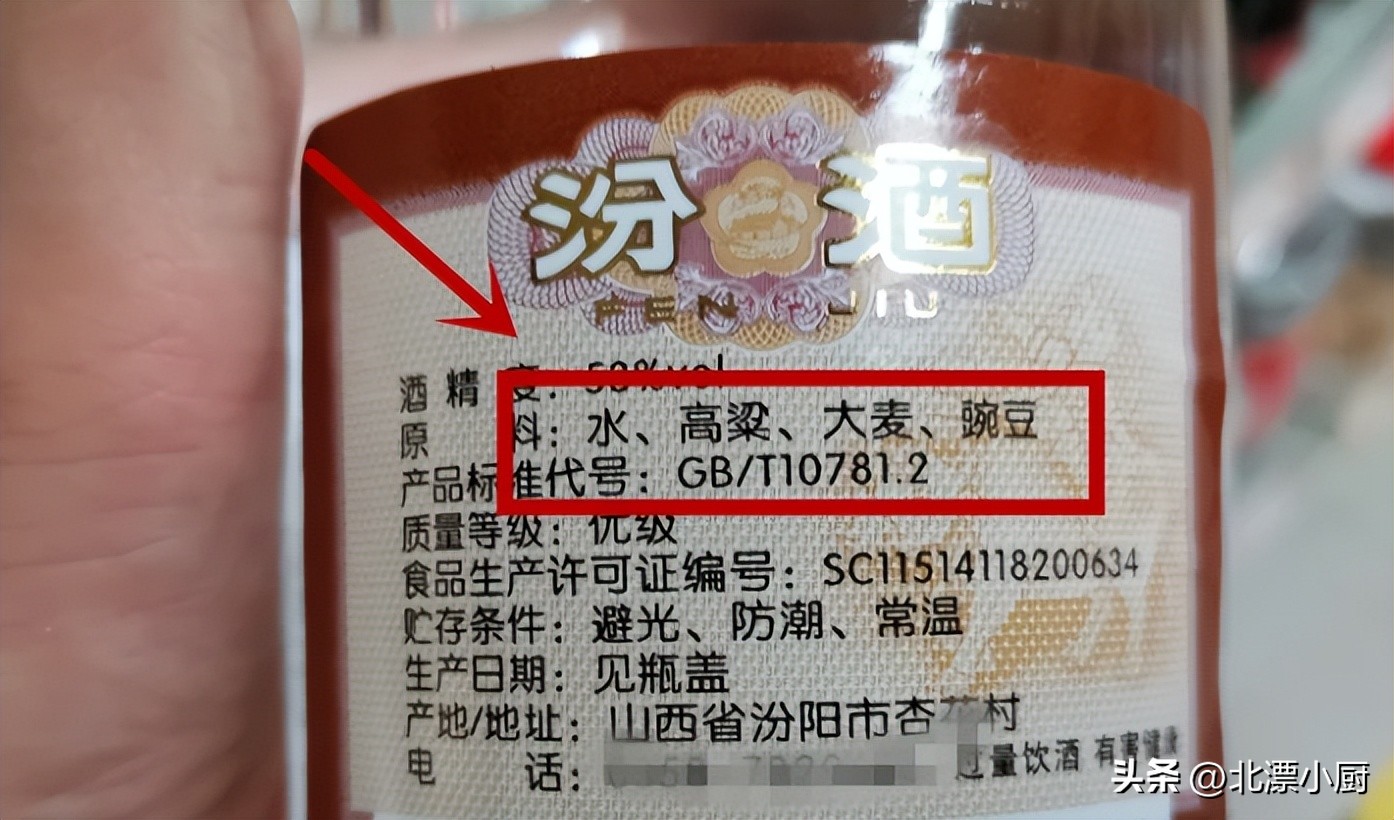 汾酒
FEN JIU
酒精度：53%vol
原料：水、高粱、大麦、豌豆
产品标准代号：GB/T10781.2
质量等级：优级
食品生产许可证编号：SC11514118200634
贮存条件：避光、防潮、常温
生产日期：见瓶盖
产地/地址：山西省汾阳市杏花村
电话：
过量饮酒 有害健康
头条 @北漂小厨